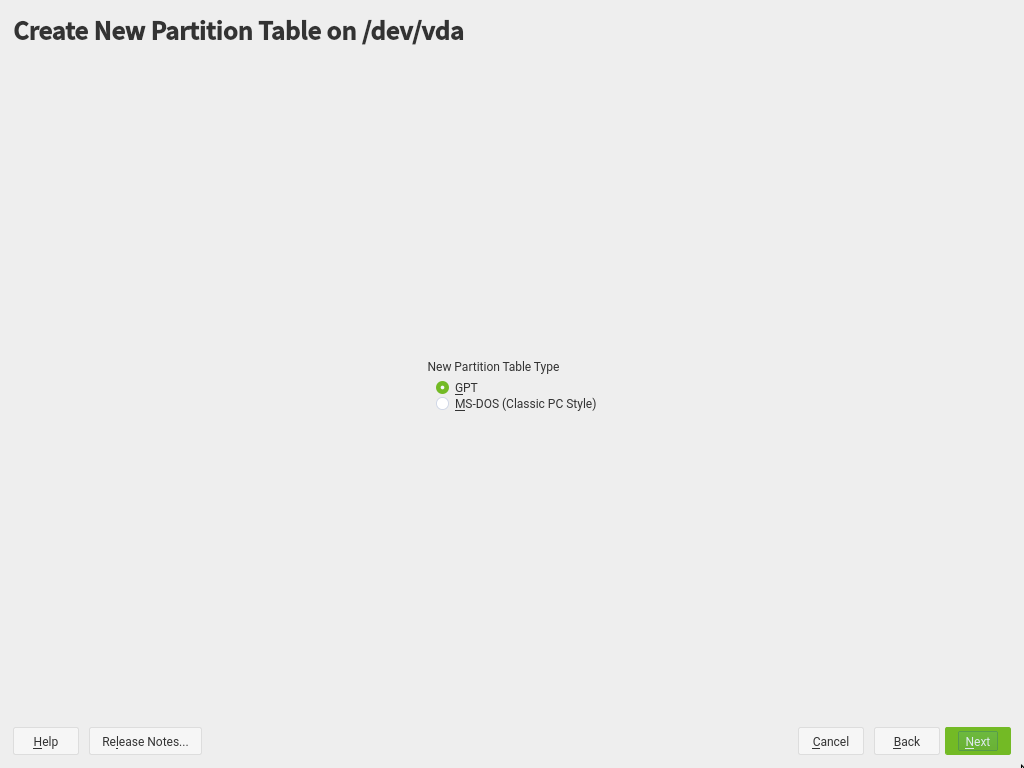 Create New Partition Table on /dev/vda
New Partition Table Type
GPT
MS-DOS (Classic PC Style)
Help
Release Notes...
Cancel
Back
Next